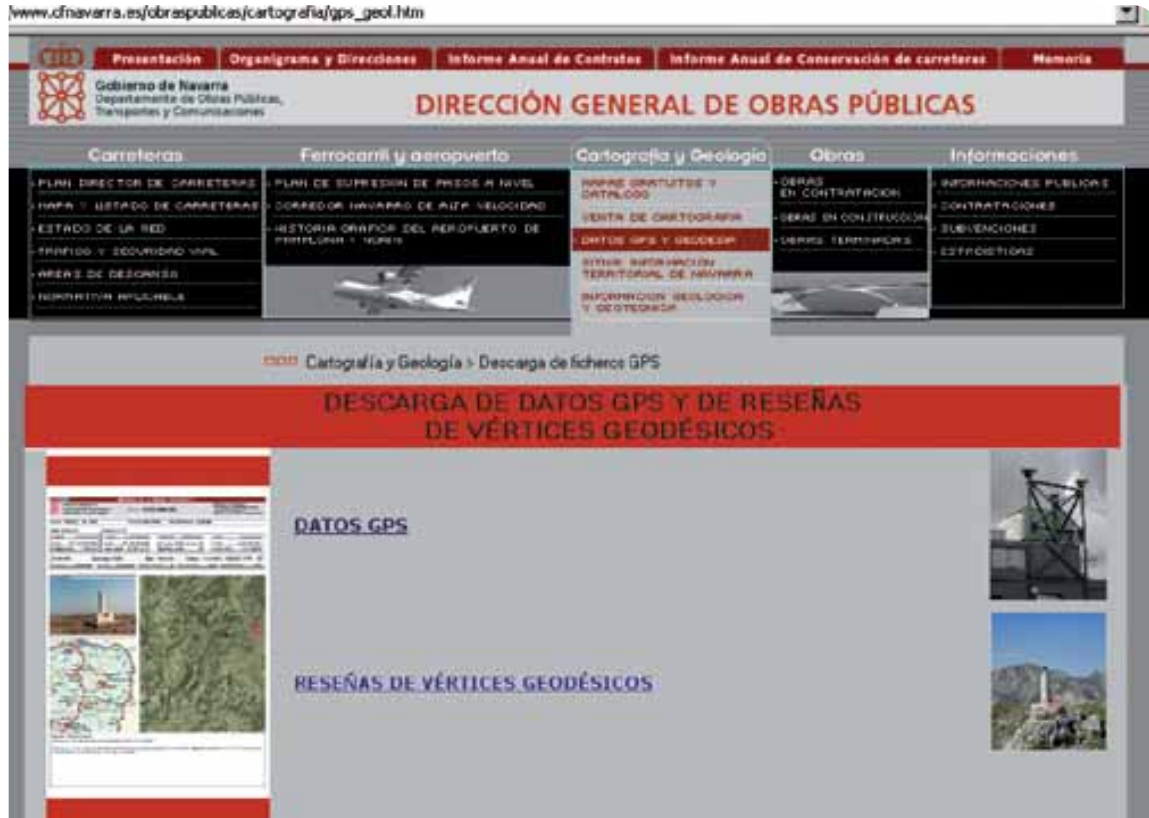 www.cfnavarra.es/obraspublicas/cartografia/gps_geol.htm
Presentación
Organigrama y Direcciones
Informe Anual de Contratos
Informe Anual de Conservación de carreteras
Memoria
Gobierno de Navarra
Departamento de Obras Públicas,
Transportes y Comunicaciones
DIRECCIÓN GENERAL DE OBRAS PÚBLICAS
Carreteras
PLAN DIRECTOR DE CARRETERAS
MAPA Y LISTADO DE CARRETERAS
ESTADO DE LA RED
TRAFICO Y SEGURIDAD VIAL
AREAS DE DESCANSO
NORMATIVA APLICABLE
Ferrocarril y aeropuerto
PLAN DE SUPRESION DE PASOS A NIVEL
CORREDOR NAVARRO DE ALTA VELOCIDAD
HISTORIA GRAFICA DEL AEROPUERTO DE
PAMPLONA Y NOAIN
Cartografía y Geología
MAPAS GRATUITOS Y
CATALOGO
VENTA DE CARTOGRAFIA
DATOS GPS Y GEODESIA
SITNA: INFORMACION
TERRITORIAL DE NAVARRA
INFORMACION GEOLOGICA
Y GEOTECNICA
Obras
OBRAS
EN CONTRATACION
OBRAS EN CONSTRUCCION
OBRAS TERMINADAS
Informaciones
INFORMACIONES PUBLICAS
CONTRATACIONES
SUBVENCIONES
ESTADISTICAS
Cartografía y Geología > Descarga de ficheros GPS
DESCARGA DE DATOS GPS Y DE RESEÑAS
DE VÉRTICES GEODÉSICOS
DATOS GPS
RESEÑAS DE VÉRTICES GEODÉSICOS